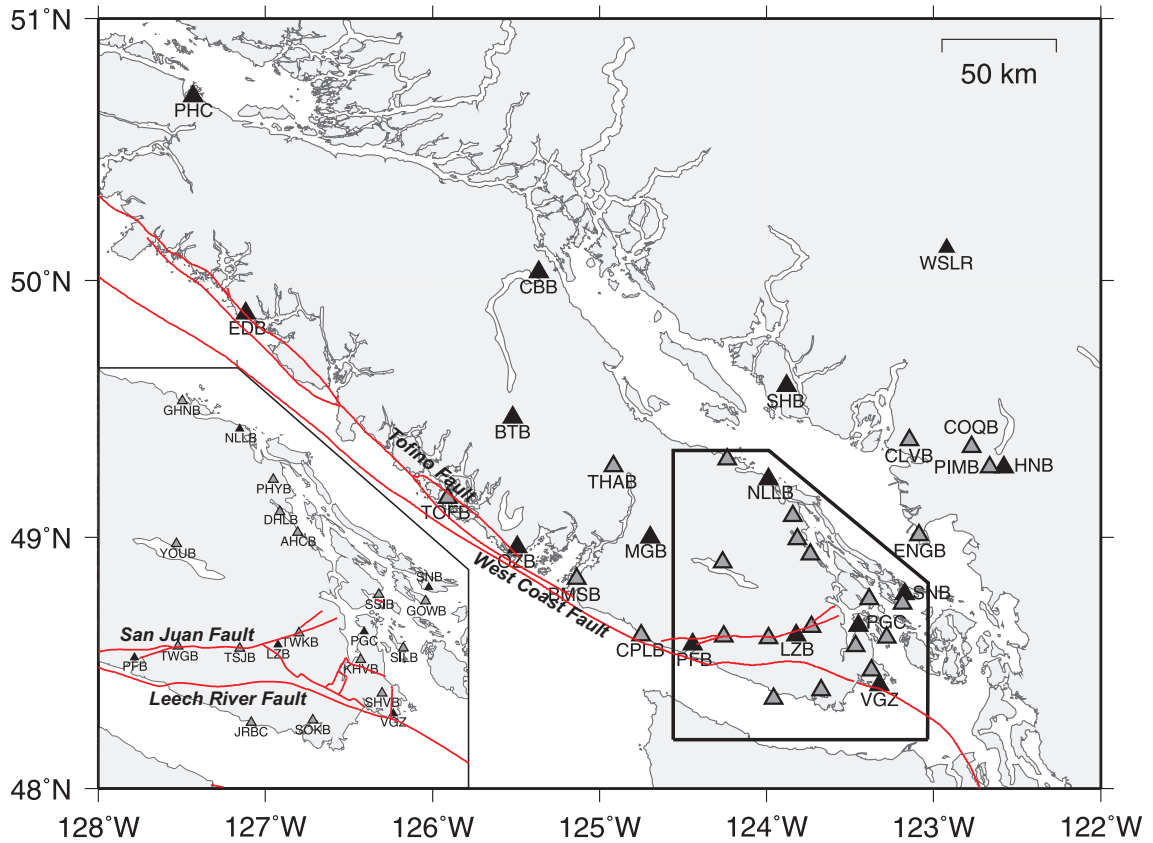 51°N
50 km
PHC
WSLR
50°N
CBB
EDB
SHB
GHNB
BTB
COQB
NLLB
CLVB
Tofino Fault
PIMB
HNB
THAB
PHYB
NLLB
TOFB
DHLB
AHCB
49°N
YOUB
OZB
MGB
ENGB
West Coast Fault
BMSB
SNB
SNB
SSIB
GOWB
San Juan Fault
TWKB
PGC
PGC
TWGB
TSJB
LZB
SILB
CPLB
PFB
LZB
PFB
KHVB
Leech River Fault
SHVB
VGZ
VGZ
JRBC
SOKB
48°N
128°W
127°W
126°W
125°W
124°W
123°W
122°W